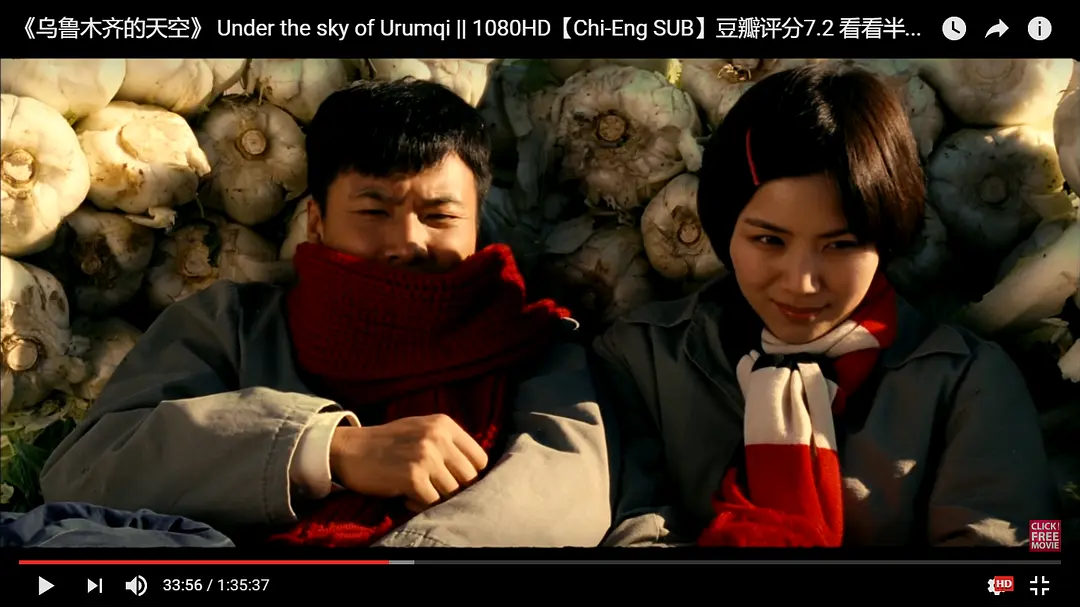 《乌鲁木齐的天空》 Under the sky of Urumqi || 1080HD【Chi-Eng SUB】豆瓣评分7.2 看看半...
CLICK!
FREE
MOVIE
33:56 / 1:35:37
HD